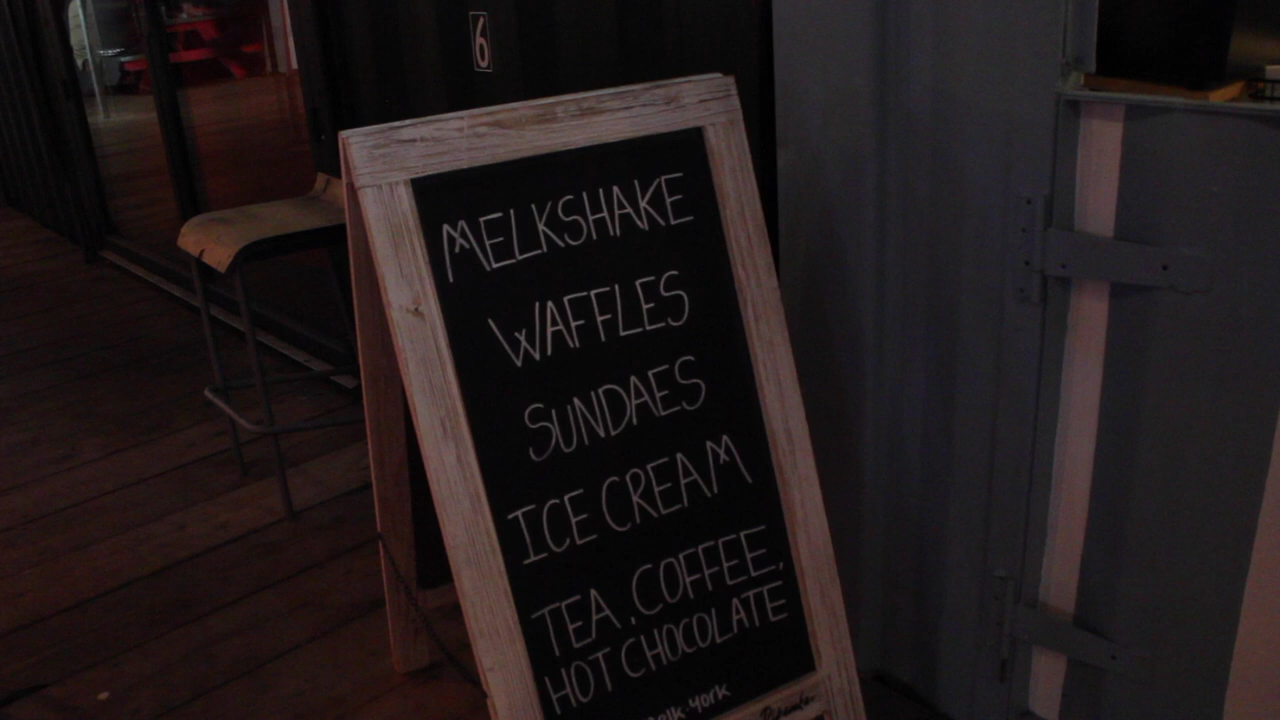 6
MELKSHAKE
WAFFLES
SUNDAES
ICE CREAM
TEA, COFFEE,
HOT CHOCOLATE